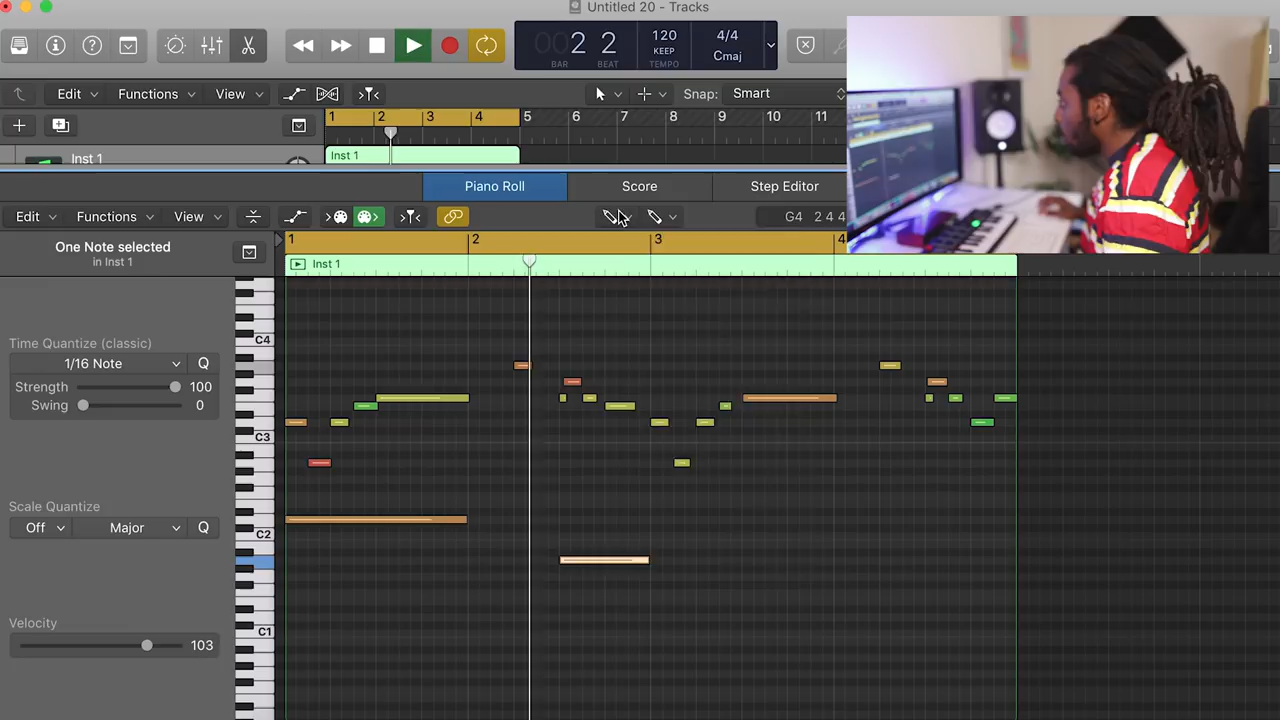 Untitled 20 - Tracks
002 2
BAR BEAT
120
KEEP
TEMPO
4/4
Cmaj
Edit Functions View Snap: Smart
1 2 3 4 5 6 7 8 9 10 11
Inst 1 Inst 1
Piano Roll Score Step Editor
Edit Functions View G4 2 4 4
One Note selected
in Inst 1
1 2 3 4
Inst 1
Time Quantize (classic)
1/16 Note Q
Strength 100
Swing 0
Scale Quantize
Off Major Q
Velocity
103
C4
C3
C2
C1